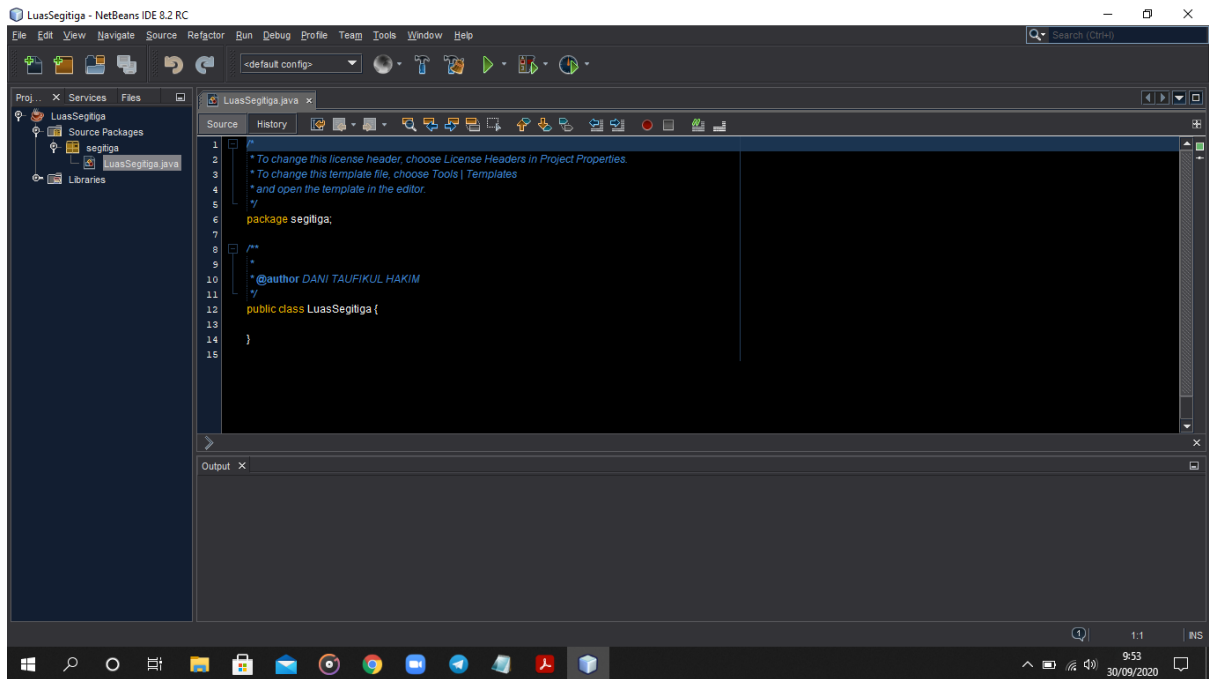 LuasSegitiga - NetBeans IDE 8.2 RC
File Edit View Navigate Source Refactor Run Debug Profile Team Tools Window Help
Search (Ctrl+I)
<default config>
Proj... X Services Files
LuasSegitiga.java ×
LuasSegitiga
Source Packages
segitiga
LuasSegitiga.java
Libraries
Source History
1 /*
2 * To change this license header, choose License Headers in Project Properties.
3 * To change this template file, choose Tools | Templates
4 * and open the template in the editor.
5 */
6 package segitiga;
7
8 /**
9 *
10 * @author DANI TAUFIKUL HAKIM
11 */
12 public class LuasSegitiga {
13
14 }
15
Output ×
1:1 INS
9:53
30/09/2020